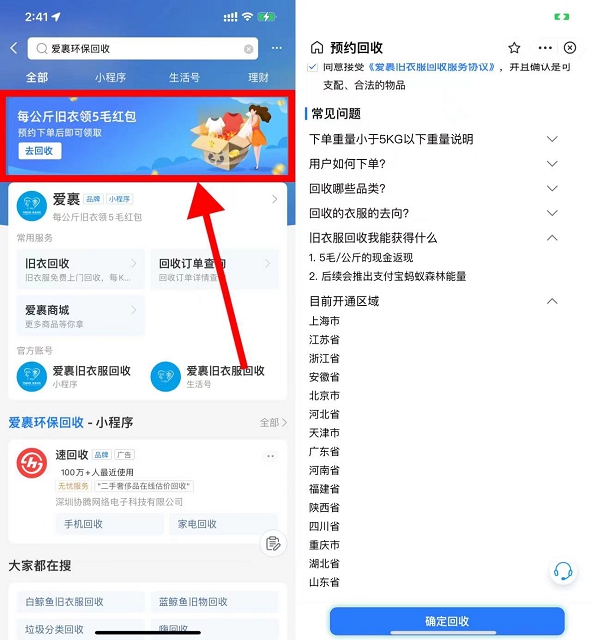 2:41
爱裹环保回收
全部
小程序
生活号
理财
每公斤旧衣领5毛红包
预约下单后即可领取
去回收
爱裹
品牌
小程序
每公斤旧衣领5毛红包
常用服务
旧衣回收
旧衣服免费上门回收,每K...
回收订单查询
回收订单详情查
爱裹商城
更多商品等你拿
官方账号
爱裹旧衣服回收
小程序
爱裹旧衣服回收
生活号
爱裹环保回收 - 小程序
全部
速回收
品牌
广告
100万+人最近使用
无忧服务
"二手奢侈品在线估价回收"
深圳协腾网络电子科技有限公司
手机回收
家电回收
大家都在搜
白鲸鱼旧衣服回收
蓝鲸鱼旧物回收
垃圾分类回收
嗨回收
预约回收
同意接受《爱裹旧衣服回收服务协议》,并且确认是可
支配、合法的物品
常见问题
下单重量小于5KG以下重量说明
用户如何下单?
回收哪些品类?
回收的衣服的去向?
旧衣服回收我能获得什么
1. 5毛/公斤的现金返现
2. 后续会推出支付宝蚂蚁森林能量
目前开通区域
上海市
江苏省
浙江省
安徽省
北京市
河北省
天津市
广东省
河南省
福建省
陕西省
四川省
重庆市
湖北省
山东省
确定回收